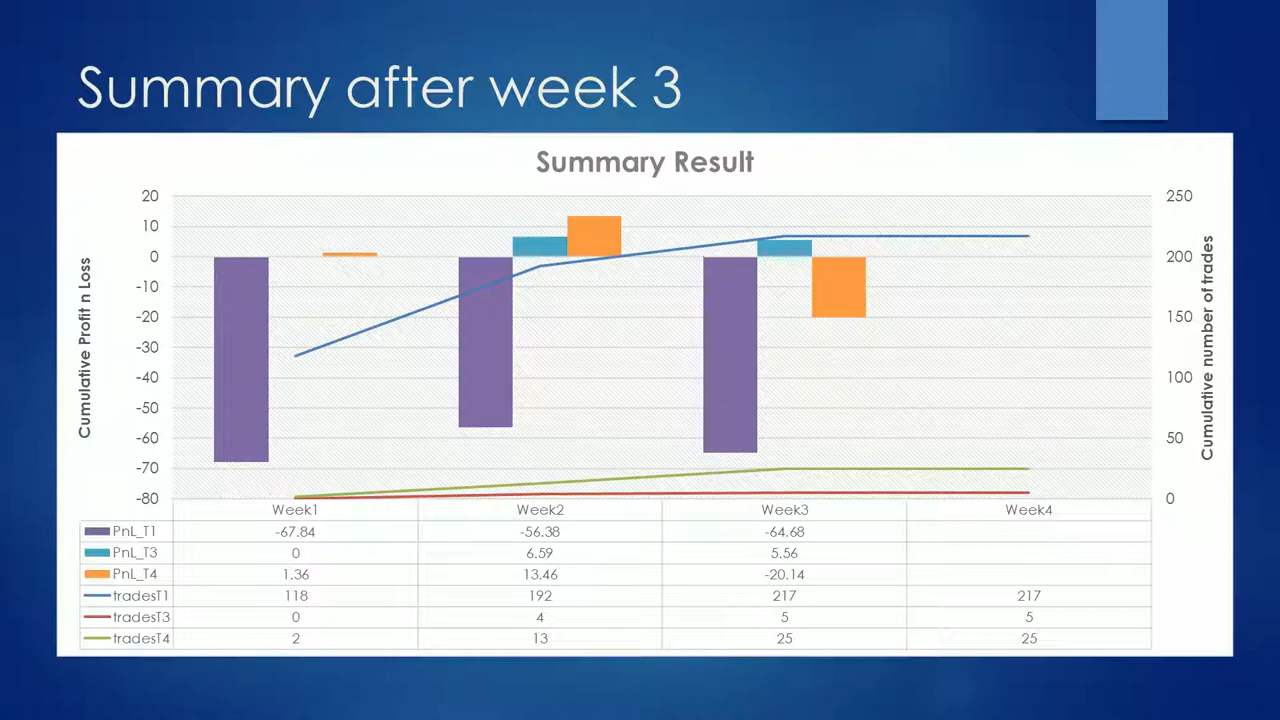 Summary after week 3
Summary Result
20 250
10
0 200
-10
-20 150
-30
-40 100
-50
-60 50
-70
-80 0
Cumulative Profit n Loss
Cumulative number of trades
Week1 Week2 Week3 Week4
PnL_T1 -67.84 -56.38 -64.68
PnL_T3 0 6.59 5.56
PnL_T4 1.36 13.46 -20.14
tradesT1 118 192 217 217
tradesT3 0 4 5 5
tradesT4 2 13 25 25